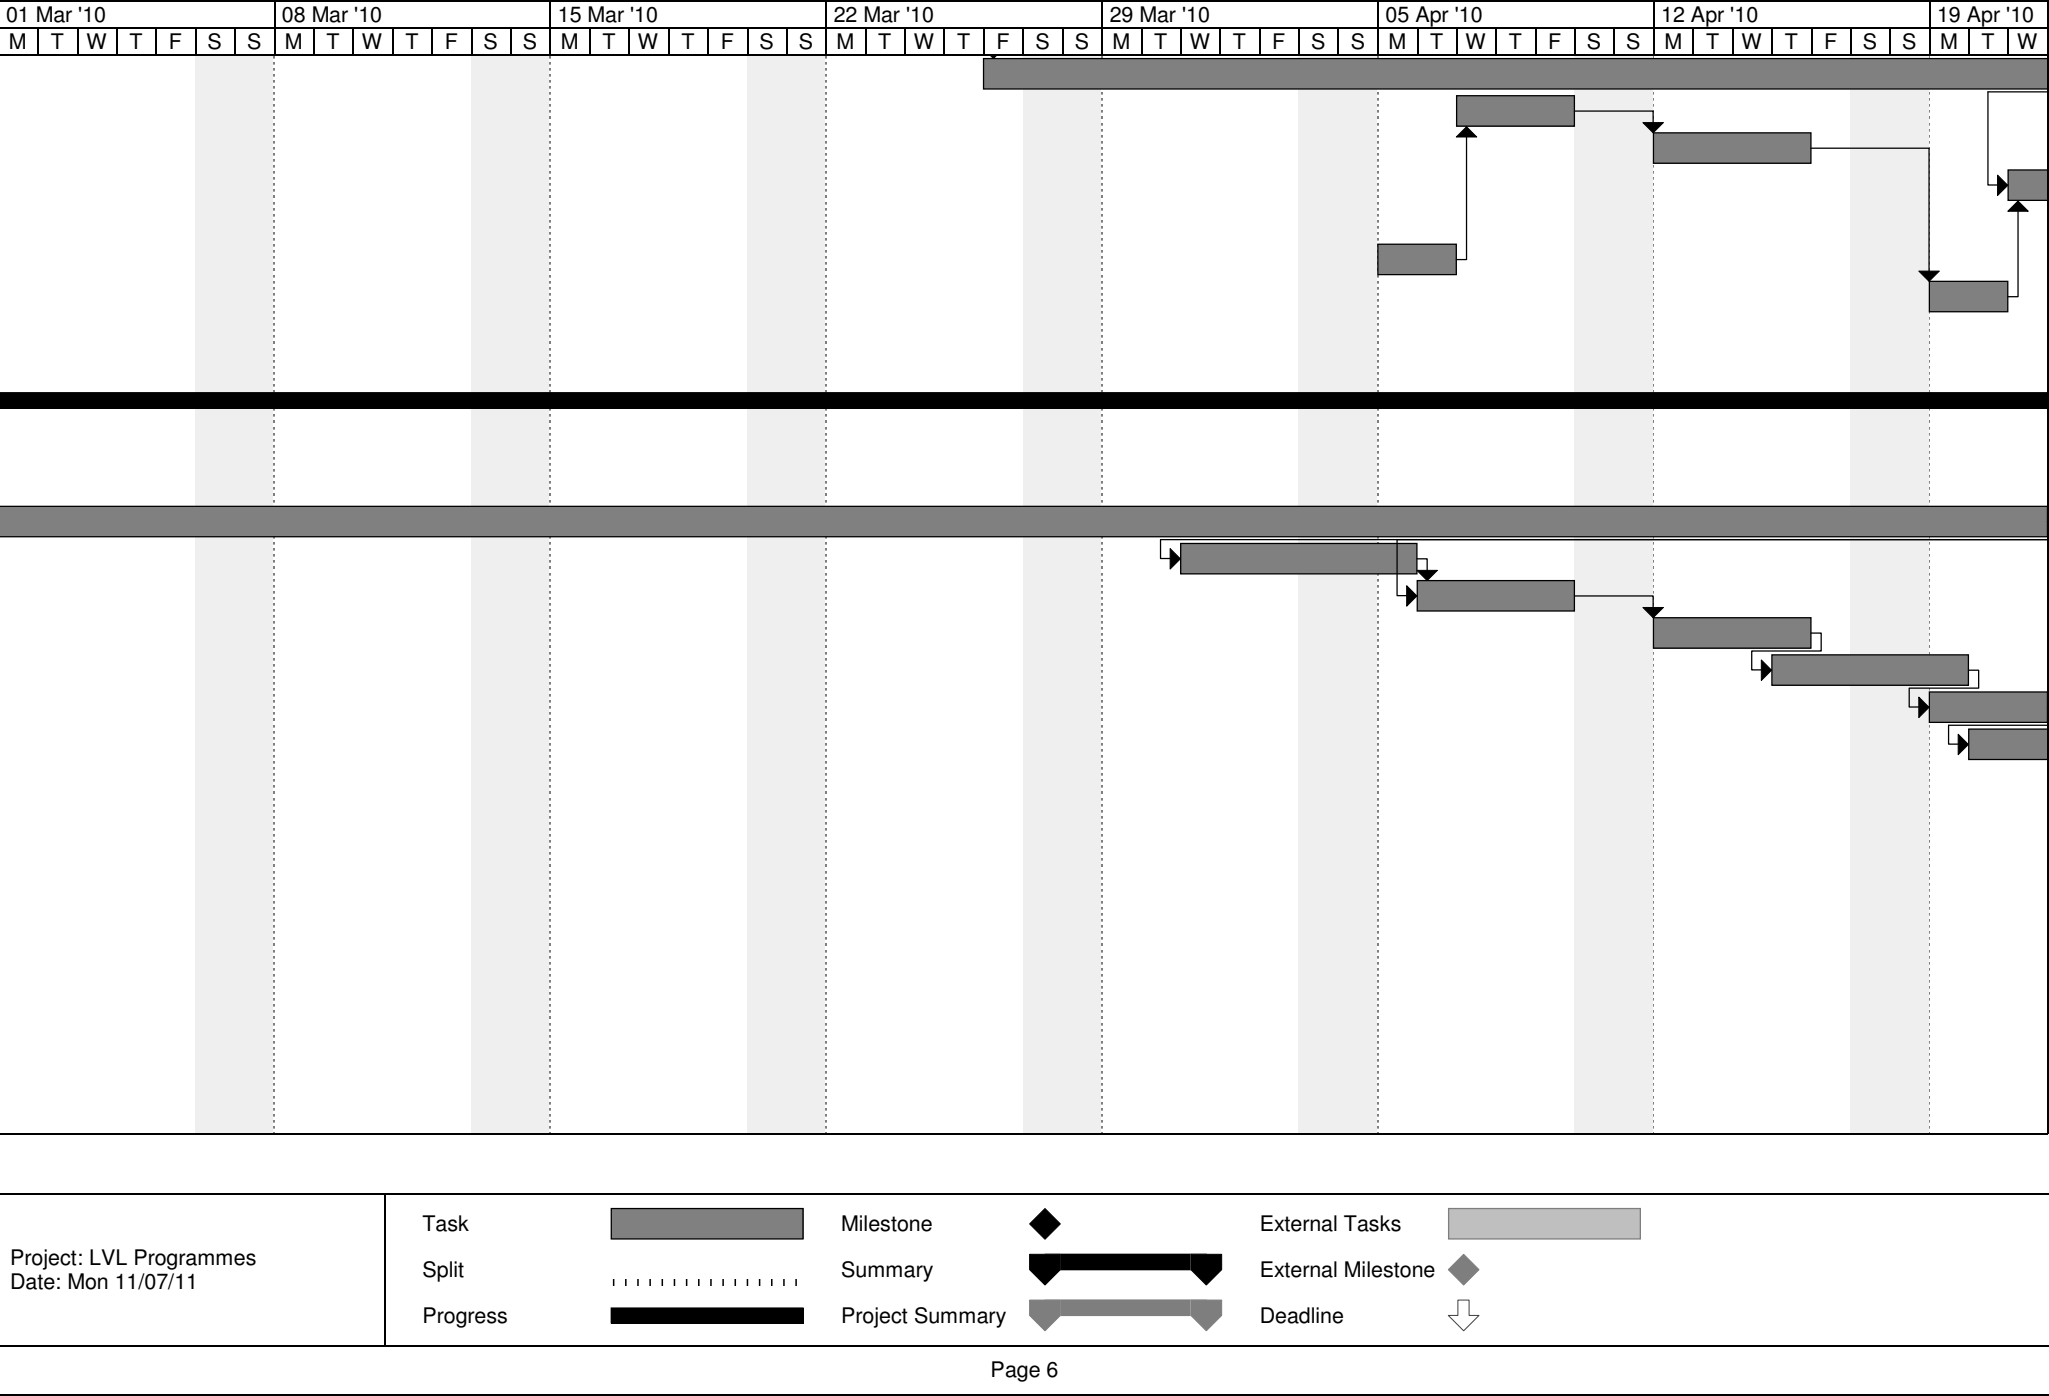 01 Mar '10 08 Mar '10 15 Mar '10 22 Mar '10 29 Mar '10 05 Apr '10 12 Apr '10 19 Apr '10
M T W T F S S M T W T F S S M T W T F S S M T W T F S S M T W T F S S M T W T F S S M T W T F S S M T W
Project: LVL Programmes
Date: Mon 11/07/11
Task Milestone External Tasks
Split Summary External Milestone
Progress Project Summary Deadline
Page 6